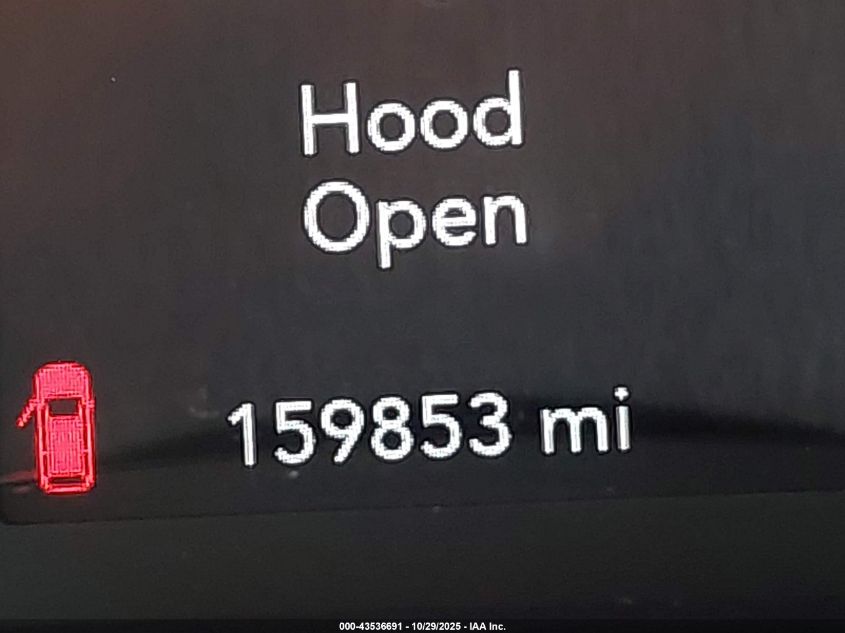 Hood
Open
159853 mi
000-43536691 - 10/29/2025 - IAA Inc.